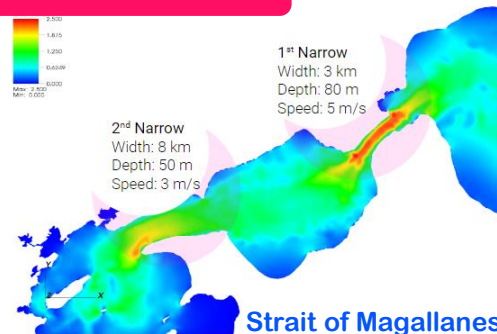 2.500
1.875
1.250
0.6249
0.000
Max: 2.500
Min: 0.000
1st Narrow
Width: 3 km
Depth: 80 m
Speed: 5 m/s
2nd Narrow
Width: 8 km
Depth: 50 m
Speed: 3 m/s
Y
X
Strait of Magallanes